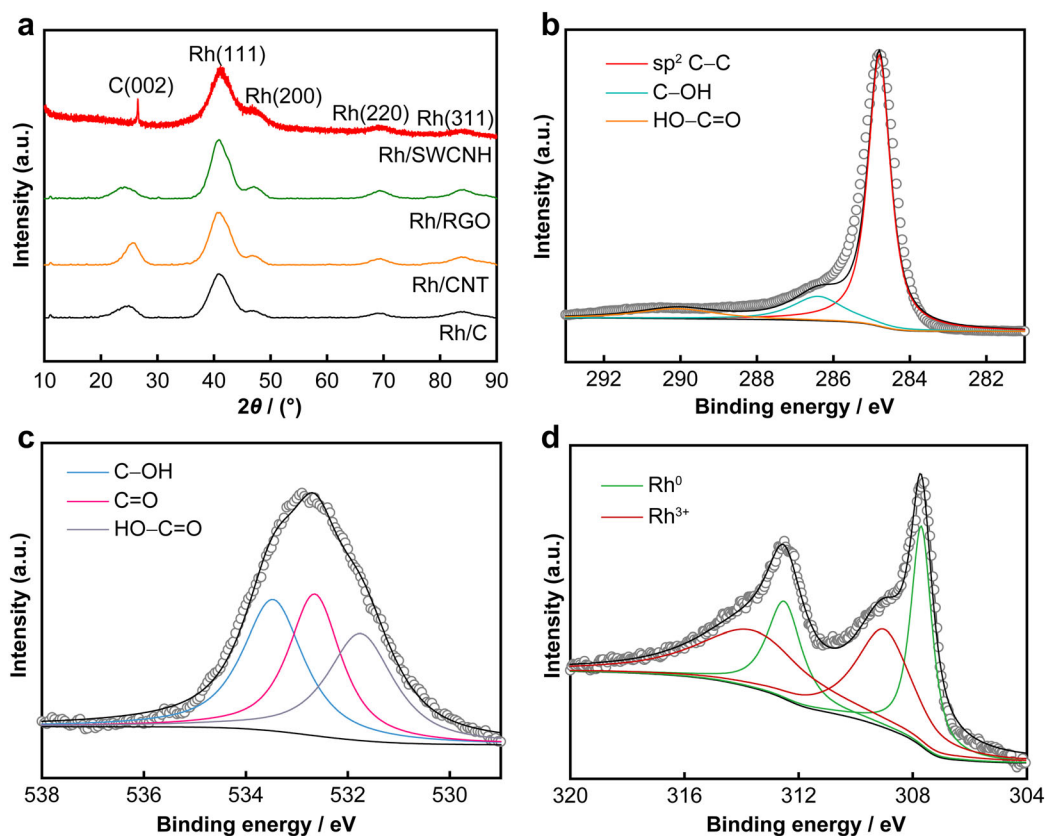 a
Rh(111)
C(002)
Rh(200)
Rh(220)
Rh(311)
Rh/SWCNH
Rh/RGO
Rh/CNT
Rh/C
Intensity (a.u.)
10 20 30 40 50 60 70 80 90
2θ / (°)
b
sp² C–C
C–OH
HO–C=O
Intensity (a.u.)
292 290 288 286 284 282
Binding energy / eV
c
C–OH
C=O
HO–C=O
Intensity (a.u.)
538 536 534 532 530
Binding energy / eV
d
Rh⁰
Rh³⁺
Intensity (a.u.)
320 316 312 308 304
Binding energy / eV